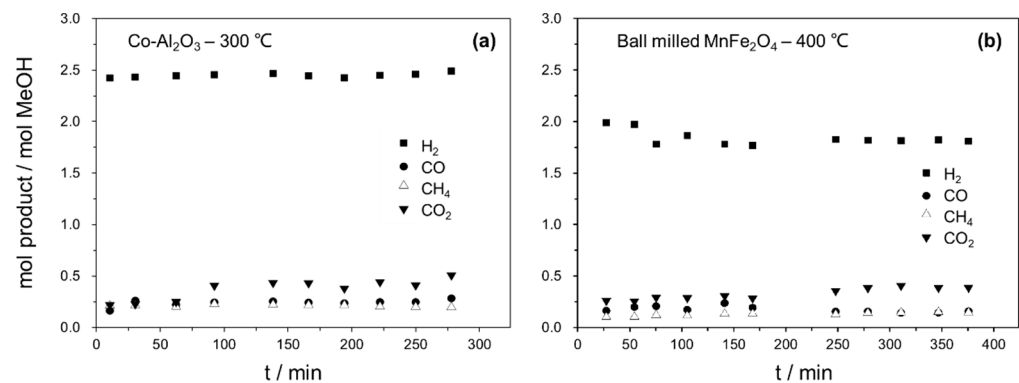 mol product / mol MeOH
3.0
2.5
2.0
1.5
1.0
0.5
0.0
Co-Al₂O₃ – 300 ℃
(a)
H₂
CO
CH₄
CO₂
0 50 100 150 200 250 300
t / min
3.0
2.5
2.0
1.5
1.0
0.5
0.0
Ball milled MnFe₂O₄ – 400 ℃
(b)
H₂
CO
CH₄
CO₂
0 50 100 150 200 250 300 350 400
t / min